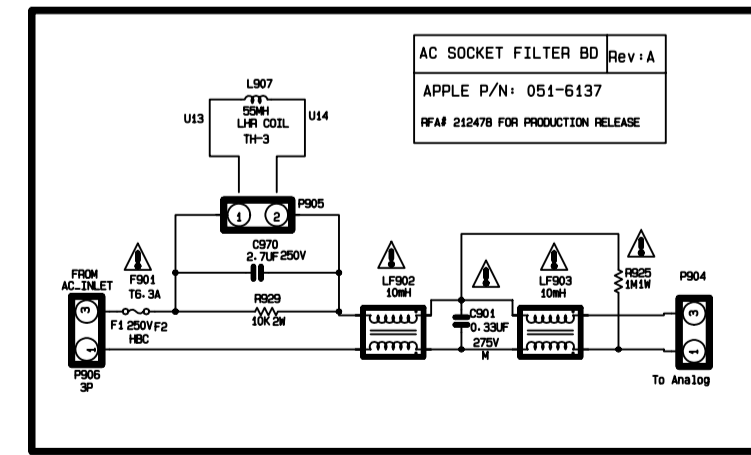 AC SOCKET FILTER BD Rev:A
APPLE P/N: 051-6137
RFA# 212478 FOR PRODUCTION RELEASE
L907
55MH
U13 U14
LHR COIL
TH-3
P905
1 2
C970
2.7UF 250V
R929
10K 2W
FROM
AC_INLET
F901
T6.3A
F1 250V F2
HBC
3
1
P906
3P
LF902
10mH
C901
0.33UF
275V
M
LF903
10mH
R925
1M1W
P904
3
1
To Analog